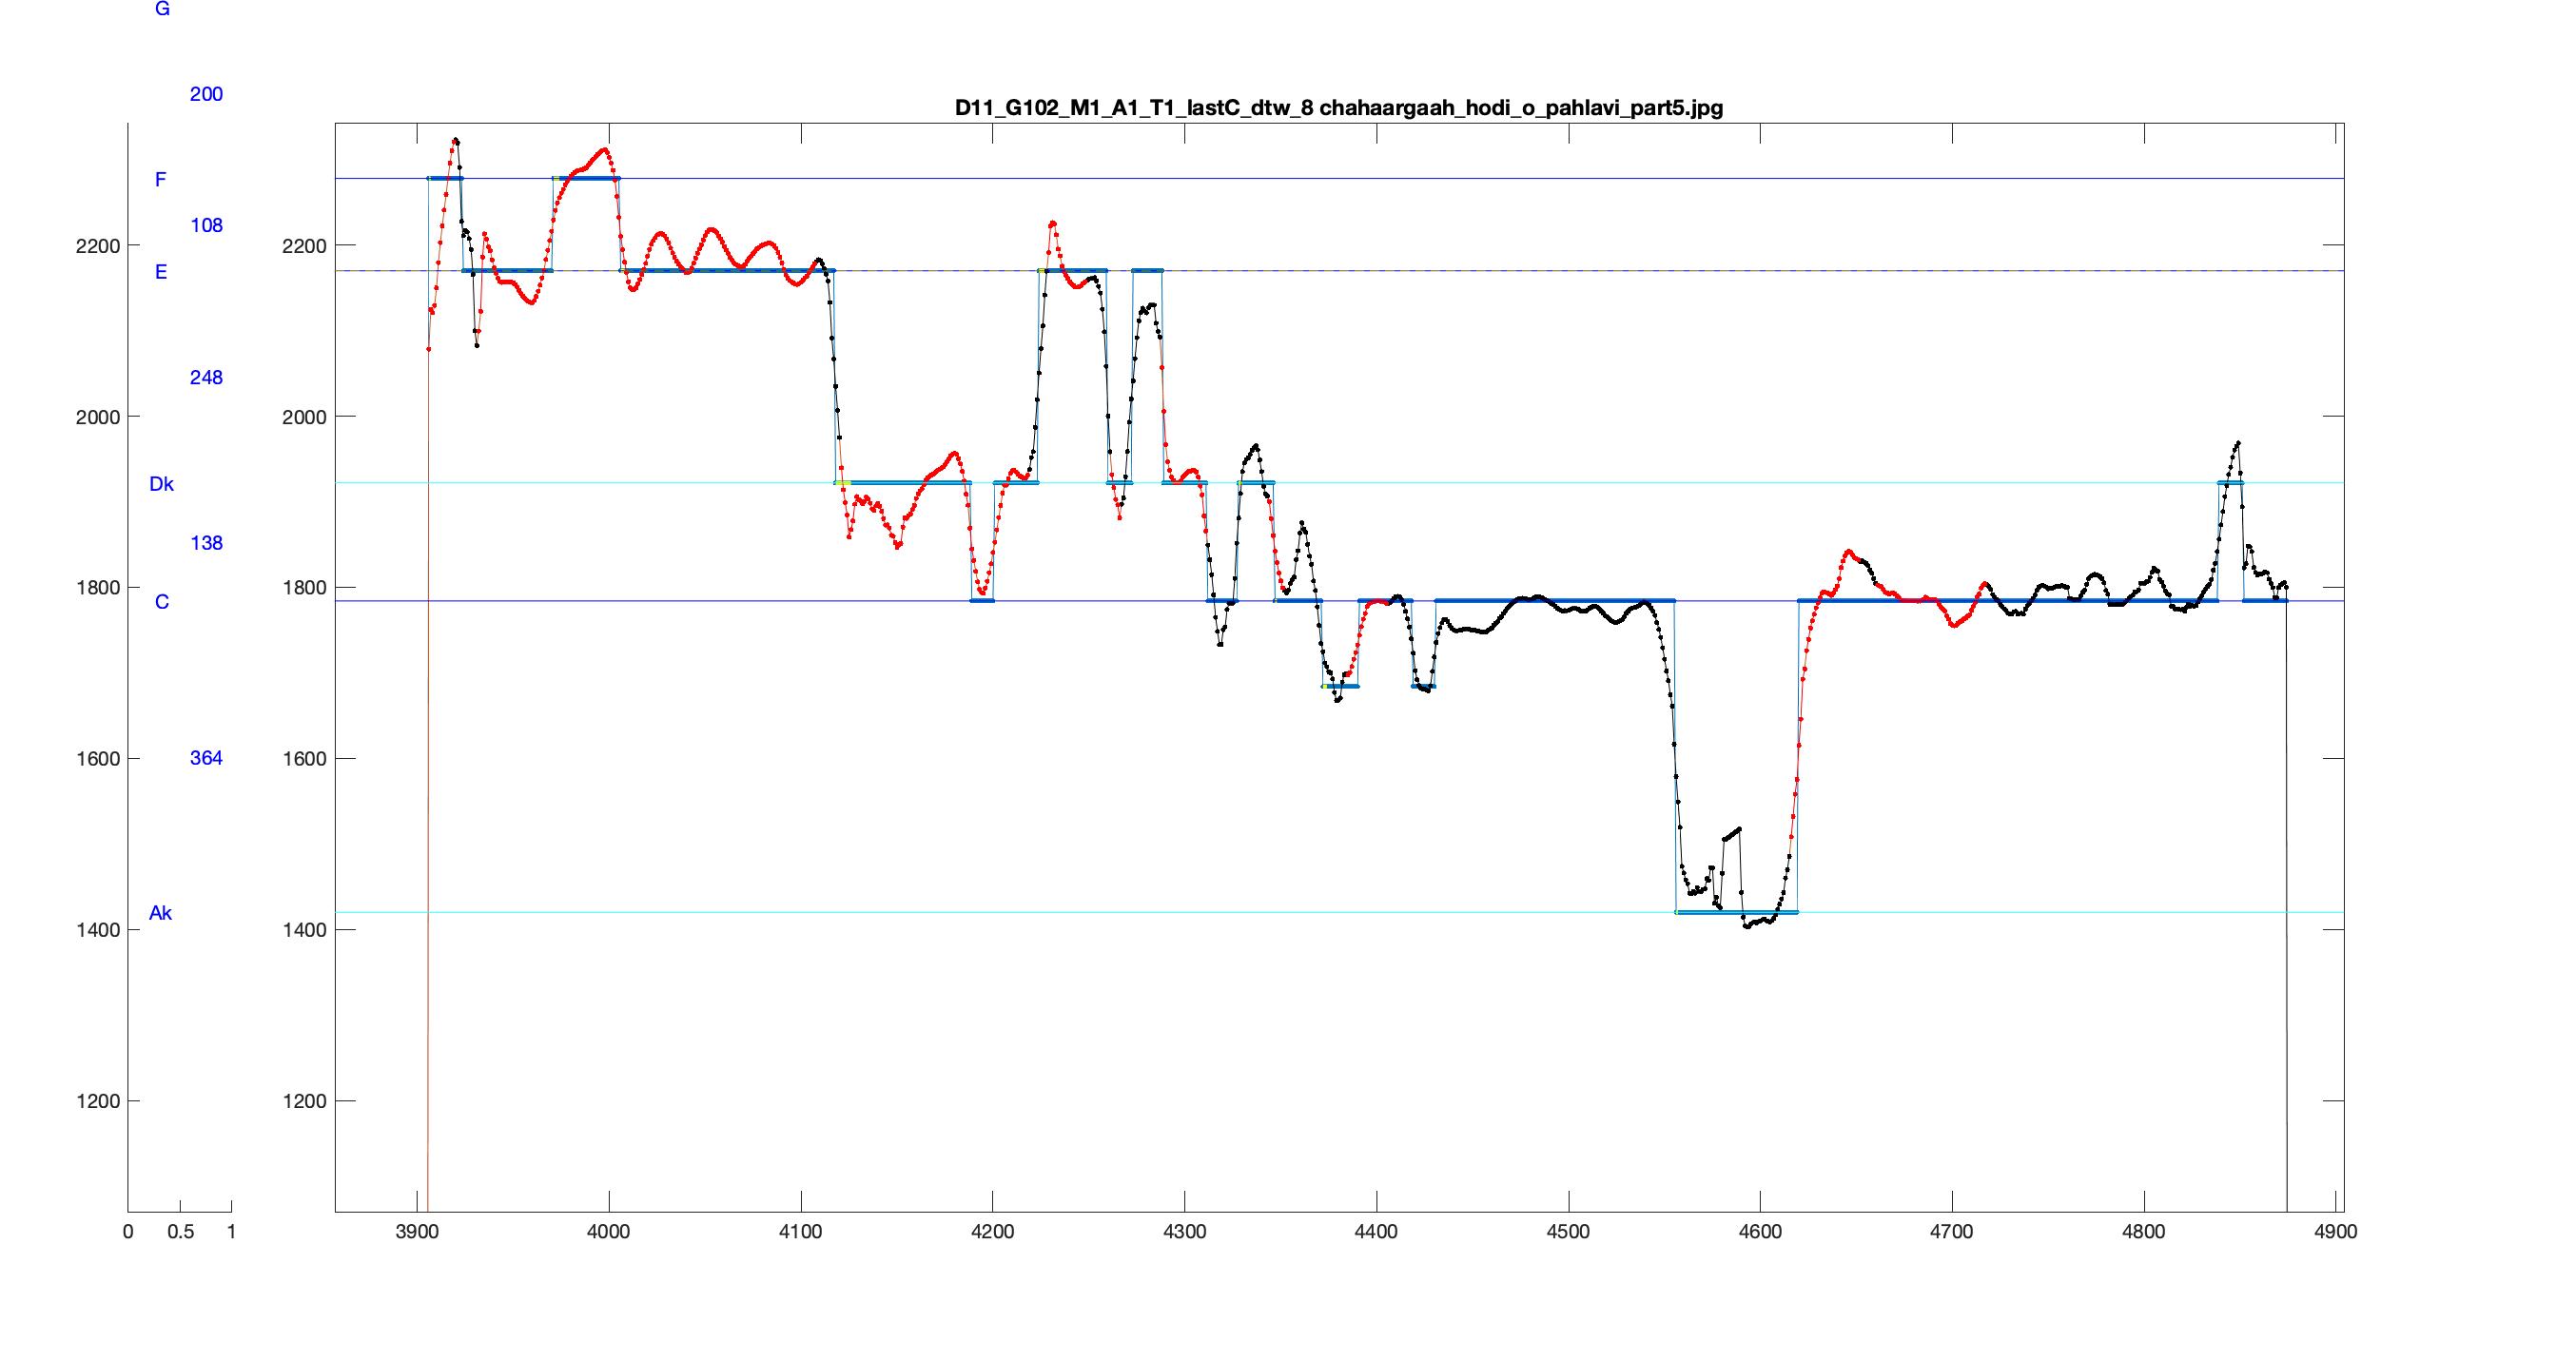 G
200
D11_G102_M1_A1_T1_lastC_dtw_8 chahaargaah_hodi_o_pahlavi_part5.jpg
F
108
2200 2200
E
248
2000 2000
Dk
138
1800 1800
C
364
1600 1600
Ak
1400 1400
1200 1200
0 0.5 1 3900 4000 4100 4200 4300 4400 4500 4600 4700 4800 4900